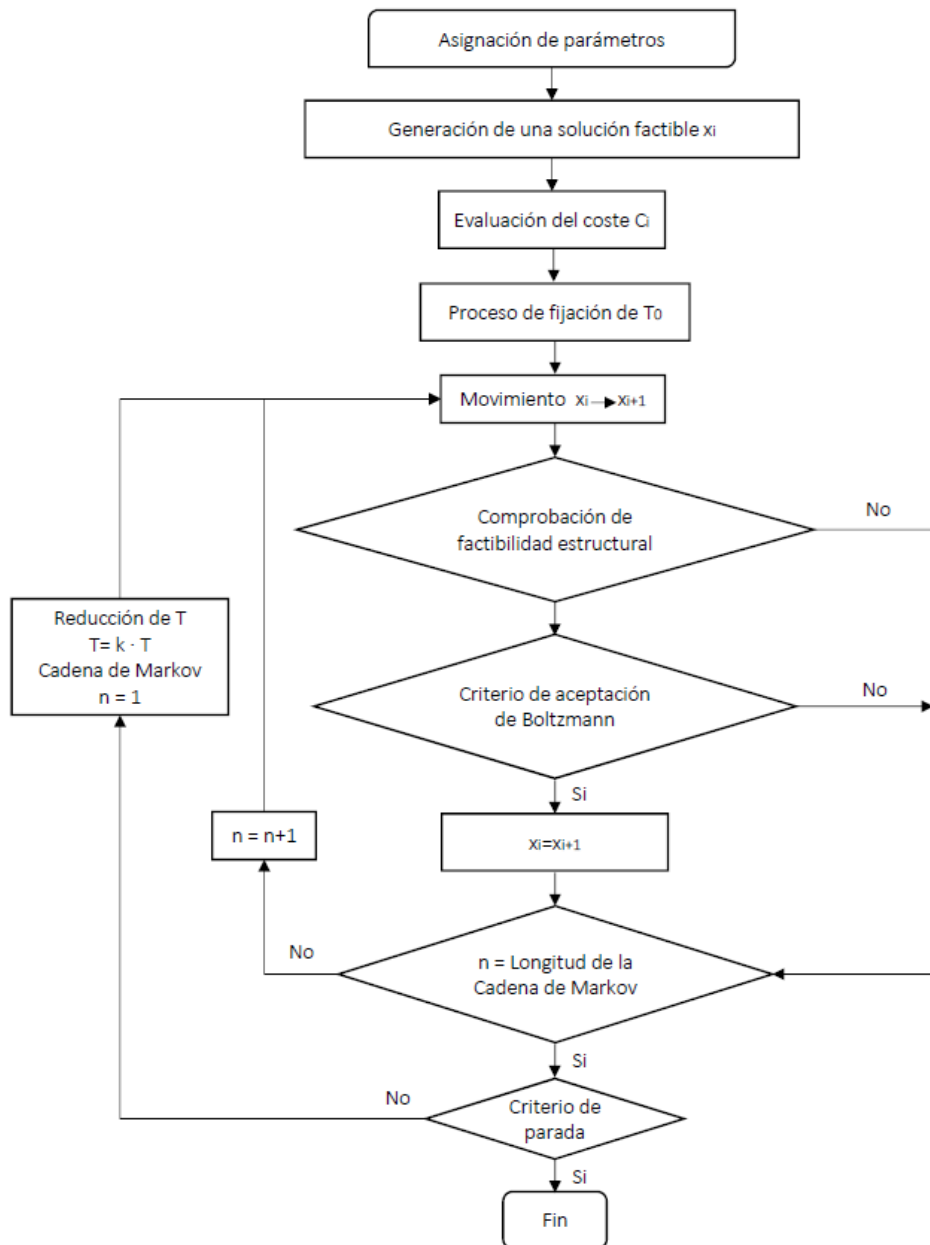 Asignación de parámetros
Generación de una solución factible xi
Evaluación del coste Ci
Proceso de fijación de T0
Movimiento xi → xi+1
Comprobación de
factibilidad estructural
No
Reducción de T
T= k · T
Cadena de Markov
n = 1
Criterio de aceptación
de Boltzmann
No
Si
n = n+1
xi=xi+1
No
n = Longitud de la
Cadena de Markov
Si
No
Criterio de
parada
Si
Fin